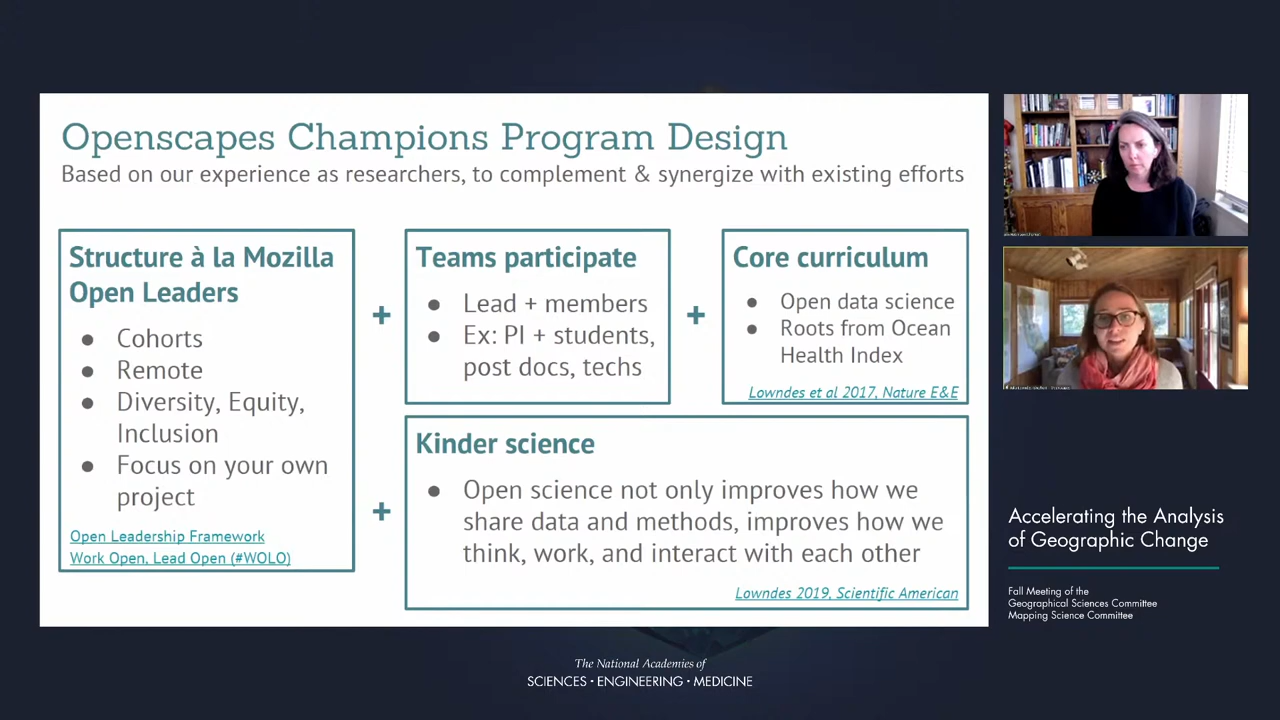 Openscapes Champions Program Design
Based on our experience as researchers, to complement & synergize with existing efforts
Structure à la Mozilla
Open Leaders
● Cohorts
● Remote
● Diversity, Equity,
Inclusion
● Focus on your own
project
Open Leadership Framework
Work Open, Lead Open (#WOLO)
+
Teams participate
● Lead + members
● Ex: PI + students,
post docs, techs
+
Core curriculum
● Open data science
● Roots from Ocean
Health Index
Lowndes et al 2017, Nature E&E
+
Kinder science
● Open science not only improves how we
share data and methods, improves how we
think, work, and interact with each other
Lowndes 2019, Scientific American
Accelerating the Analysis
of Geographic Change
Fall Meeting of the
Geographical Sciences Committee
Mapping Science Committee
The National Academies of
SCIENCES · ENGINEERING · MEDICINE